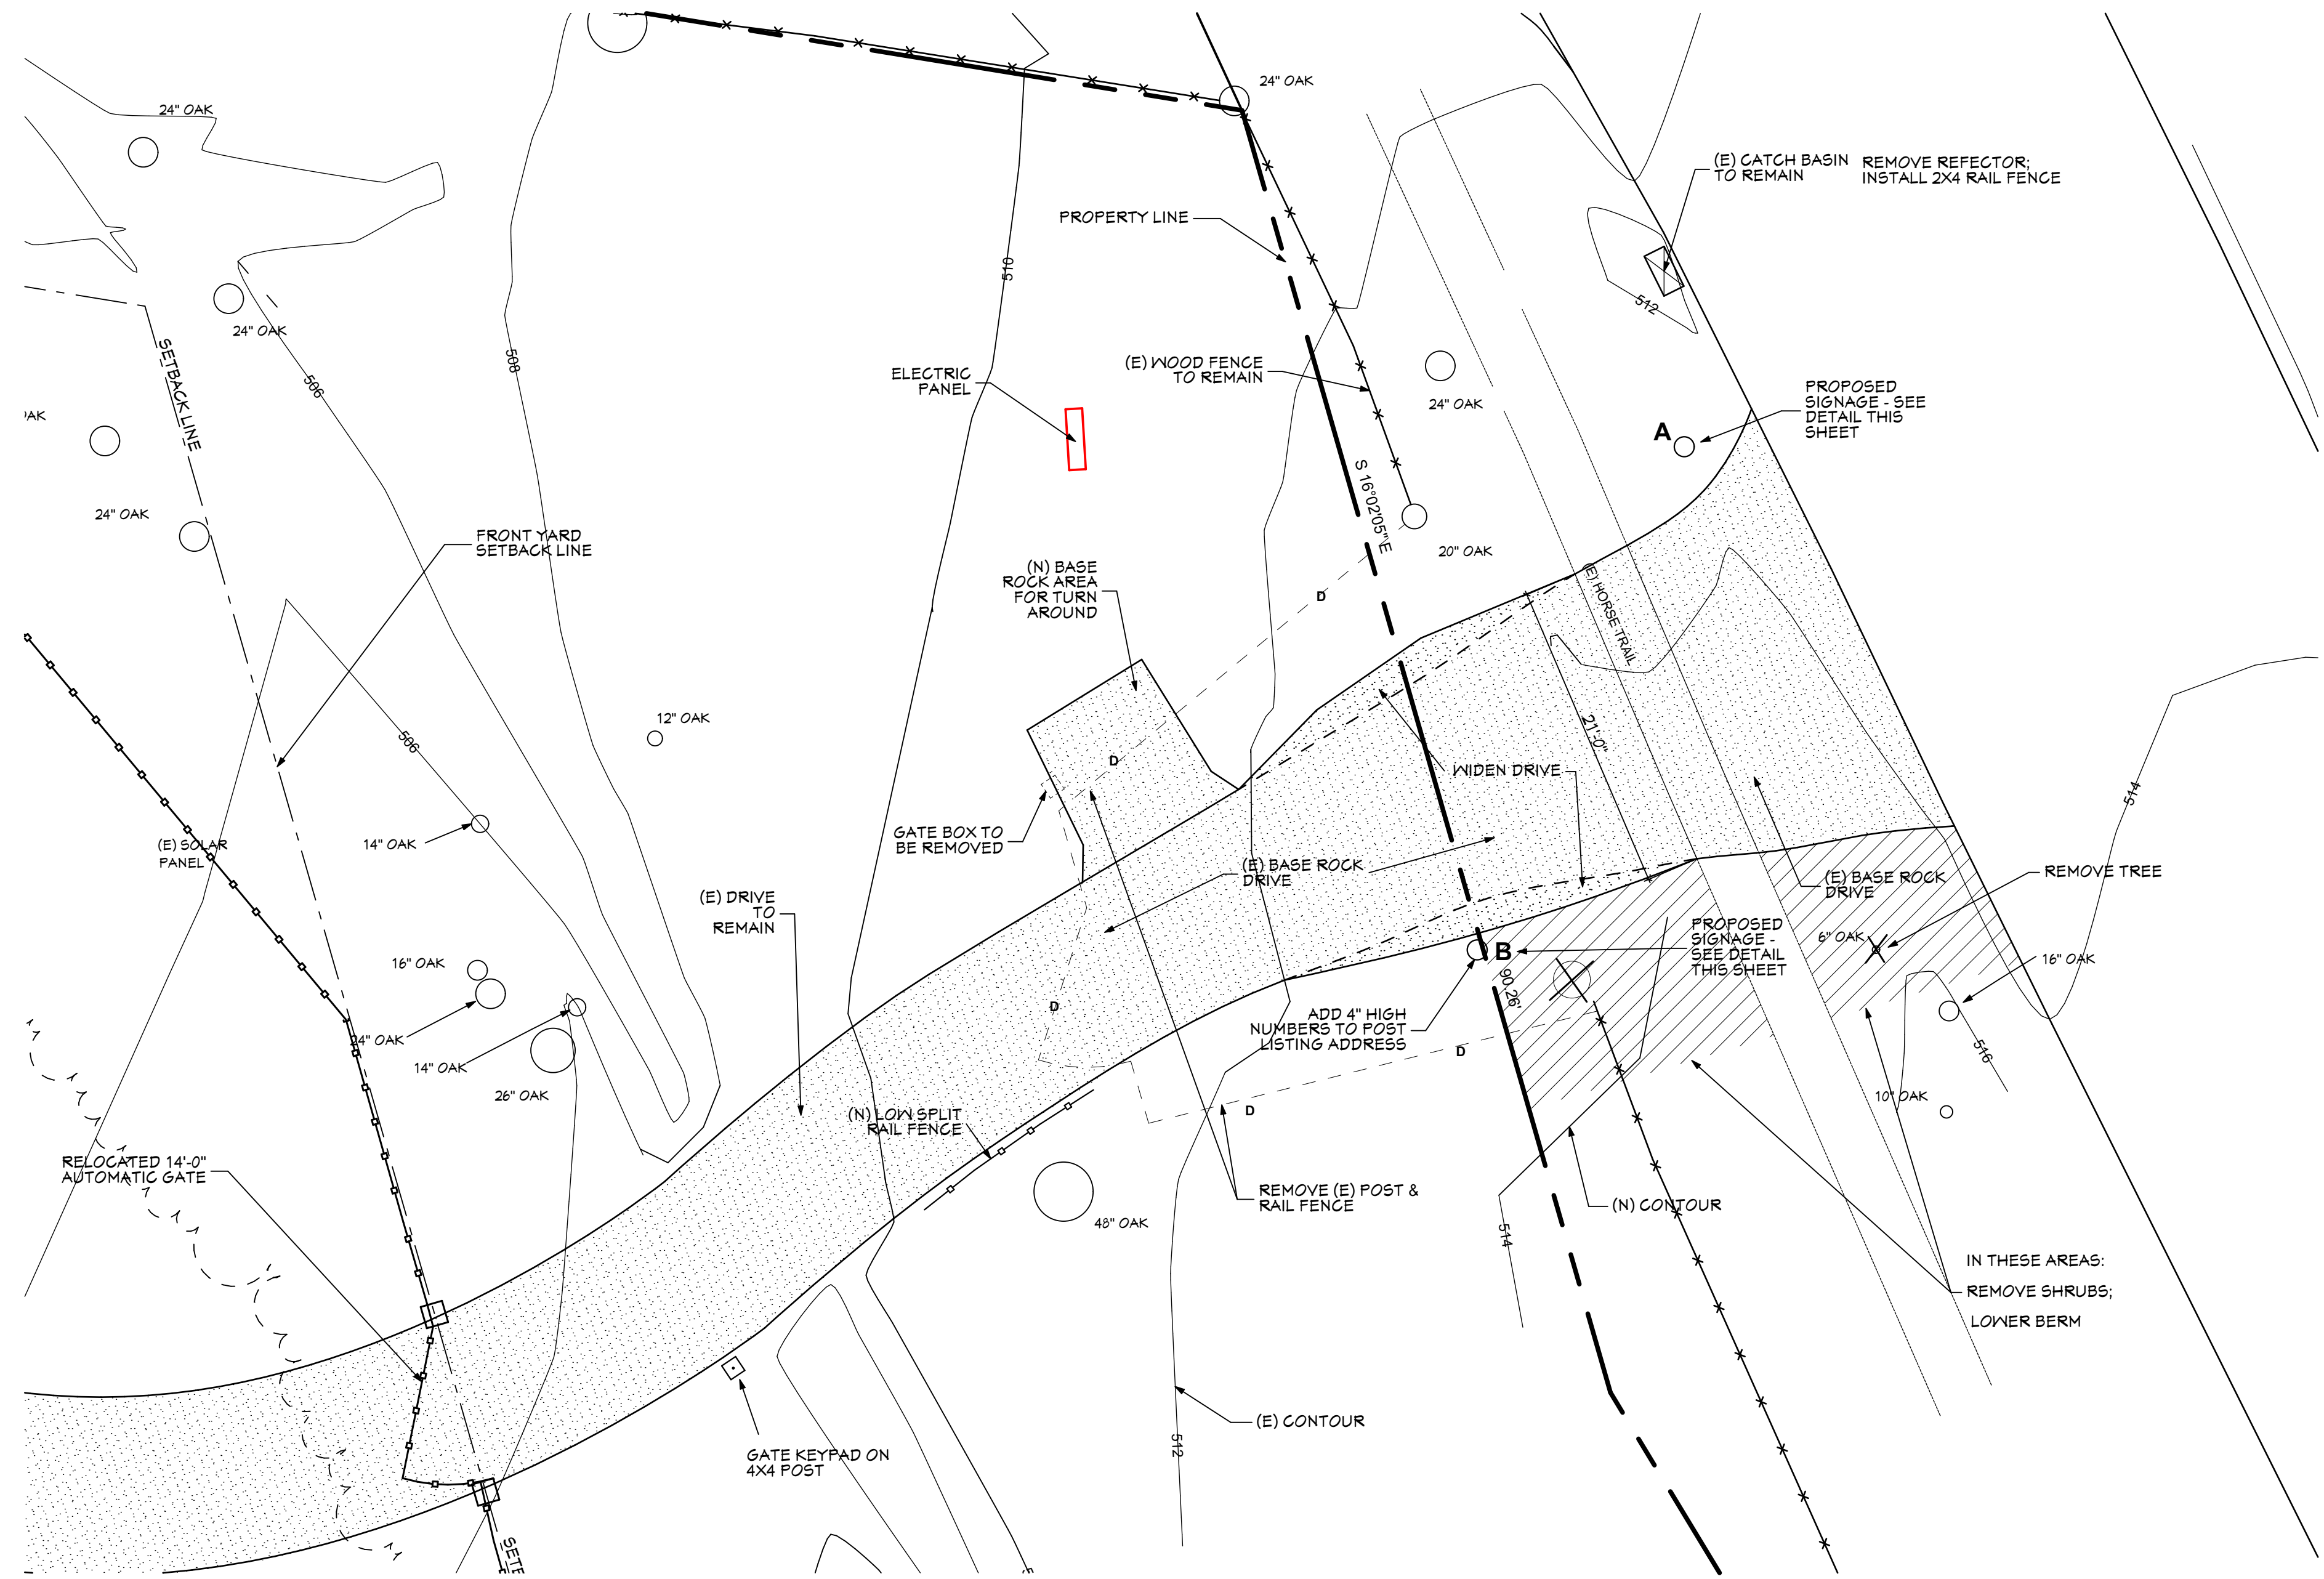 24" OAK
24" OAK
(E) CATCH BASIN
TO REMAIN
REMOVE REFECTOR;
INSTALL 2X4 RAIL FENCE
PROPERTY LINE
510
512
24" OAK
SETBACK LINE
506
508
ELECTRIC
PANEL
(E) WOOD FENCE
TO REMAIN
24" OAK
PROPOSED
SIGNAGE - SEE
DETAIL THIS
SHEET
A
24" OAK
S 16°02'05" E
FRONT YARD
SETBACK LINE
20" OAK
(N) BASE
ROCK AREA
FOR TURN
AROUND
D
(E) HORSE TRAIL
12" OAK
506
21'-0"
D
WIDEN DRIVE
514
14" OAK
(E) SOLAR
PANEL
GATE BOX TO
BE REMOVED
(E) BASE ROCK
DRIVE
(E) BASE ROCK
DRIVE
REMOVE TREE
(E) DRIVE
TO
REMAIN
PROPOSED
SIGNAGE -
SEE DETAIL
THIS SHEET
6" OAK
B
16" OAK
16" OAK
90.26'
24" OAK
D
ADD 4" HIGH
NUMBERS TO POST
LISTING ADDRESS
D
516
14" OAK
26" OAK
10" OAK
(N) LOW SPLIT
RAIL FENCE
D
RELOCATED 14'-0"
AUTOMATIC GATE
REMOVE (E) POST &
RAIL FENCE
48" OAK
(N) CONTOUR
514
IN THESE AREAS:
REMOVE SHRUBS;
LOWER BERM
(E) CONTOUR
512
GATE KEYPAD ON
4X4 POST